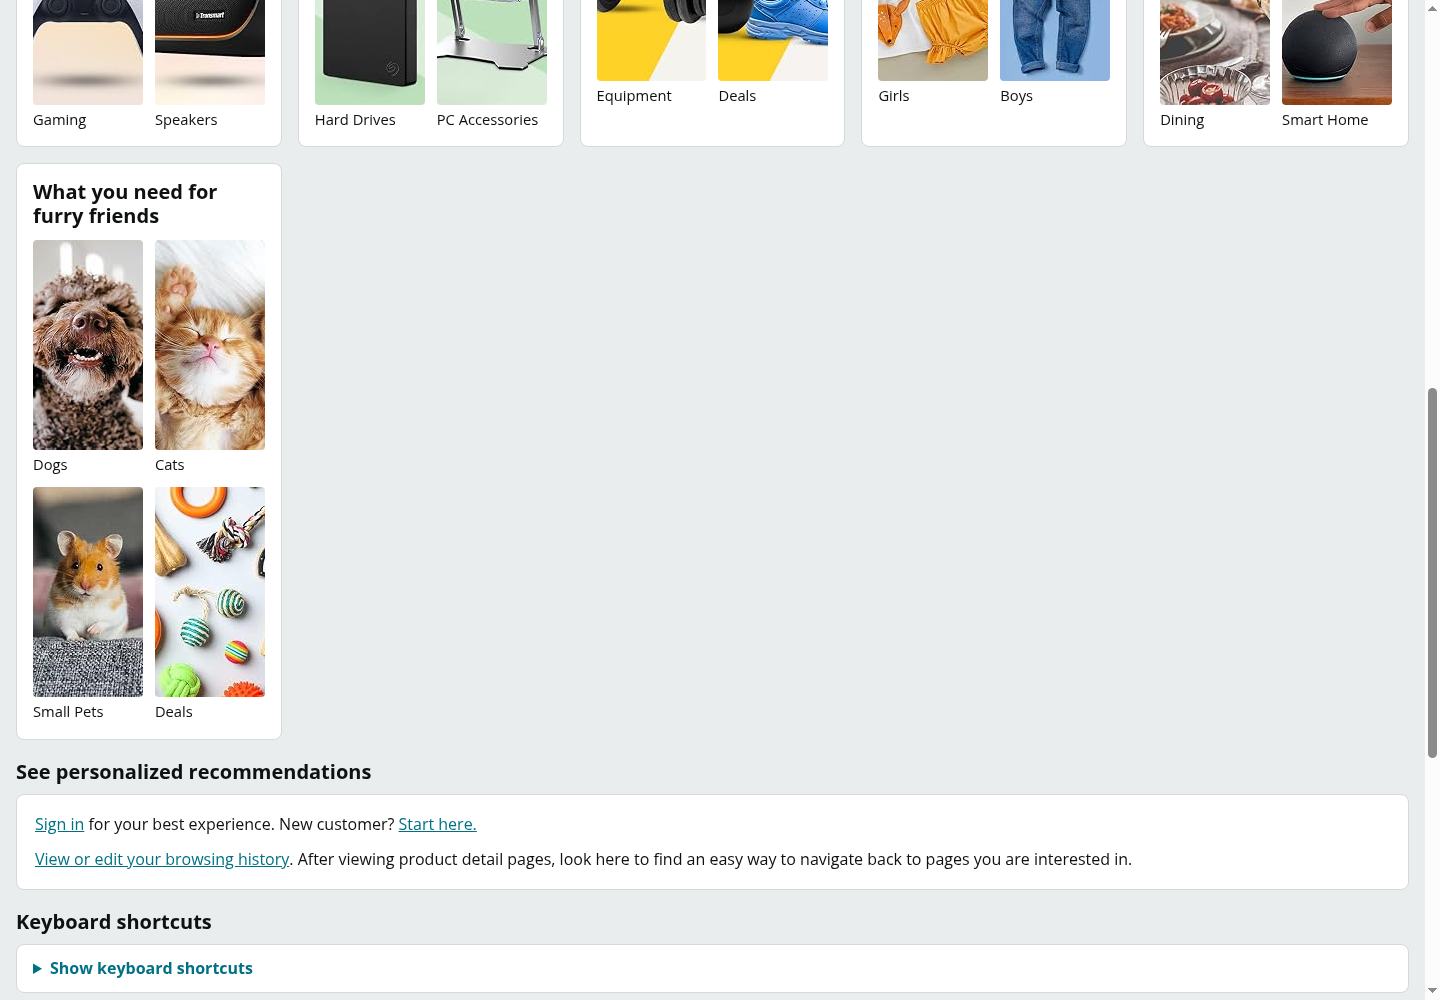 Tronsmart
Gaming
Speakers
Hard Drives
PC Accessories
Equipment
Deals
Girls
Boys
Dining
Smart Home
What you need for
furry friends
Dogs
Cats
Small Pets
Deals
See personalized recommendations
Sign in for your best experience. New customer? Start here.
View or edit your browsing history. After viewing product detail pages, look here to find an easy way to navigate back to pages you are interested in.
Keyboard shortcuts
Show keyboard shortcuts